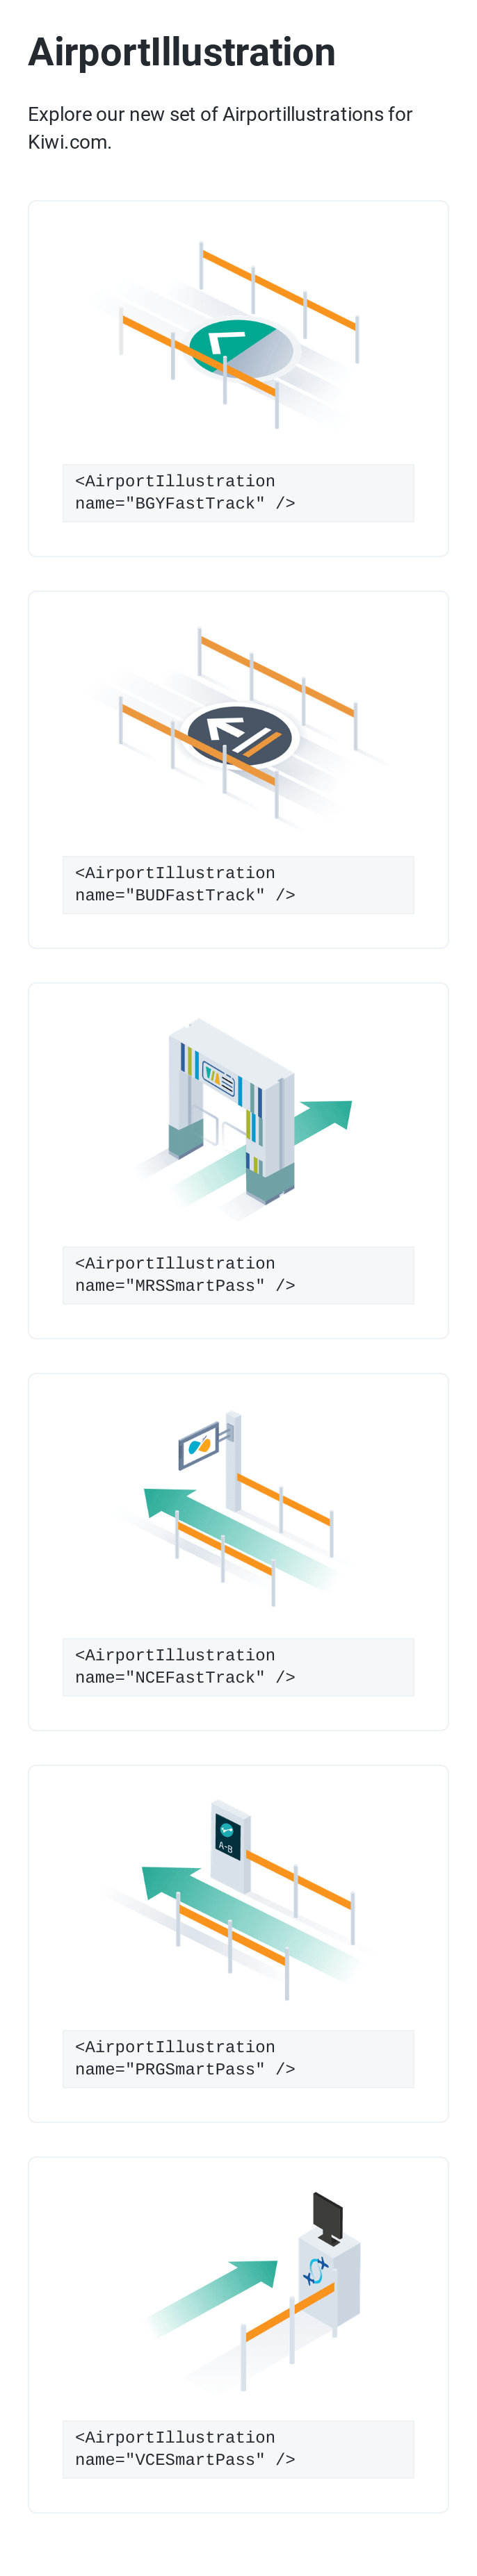 AirportIllustration
Explore our new set of Airportillustrations for
Kiwi.com.
<AirportIllustration
name="BGYFastTrack" />
<AirportIllustration
name="BUDFastTrack" />
<AirportIllustration
name="MRSSmartPass" />
<AirportIllustration
name="NCEFastTrack" />
A-B
<AirportIllustration
name="PRGSmartPass" />
<AirportIllustration
name="VCESmartPass" />